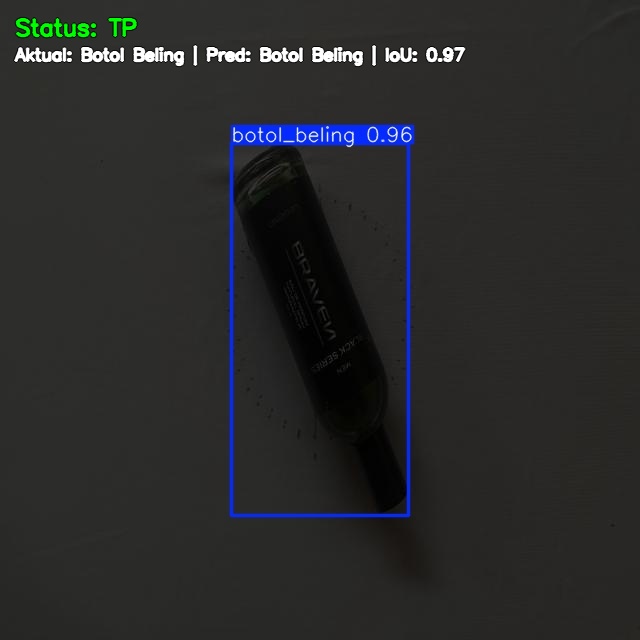 Status: TP
Aktual: Botol Beling | Pred: Botol Beling | IoU: 0.97
botol_beling 0.96
BRAVEN
BLACK SERIES
MEN